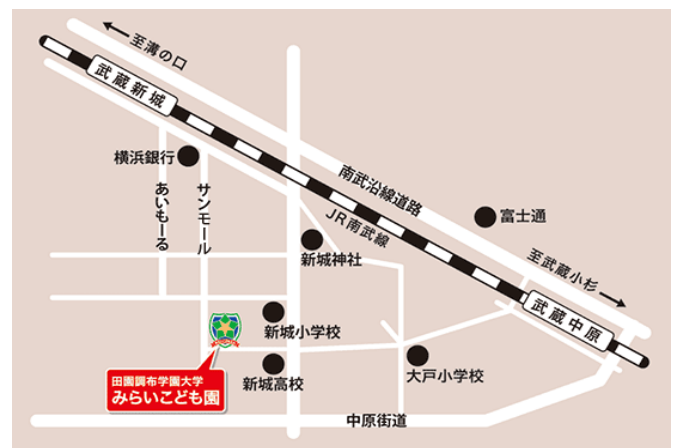 至溝の口
武蔵新城
横浜銀行
あいもーる
サンモール
南武沿線道路
JR南武線
富士通
新城神社
至武蔵小杉
武蔵中原
新城小学校
大戸小学校
田園調布学園大学
みらいこども園
新城高校
中原街道